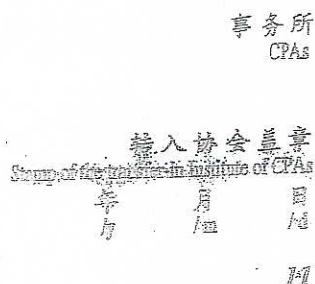 事务所
CPAs
转入协会盖章
Stamp of the transfer-in Institute of CPAs
年 月 日
/y /m /d